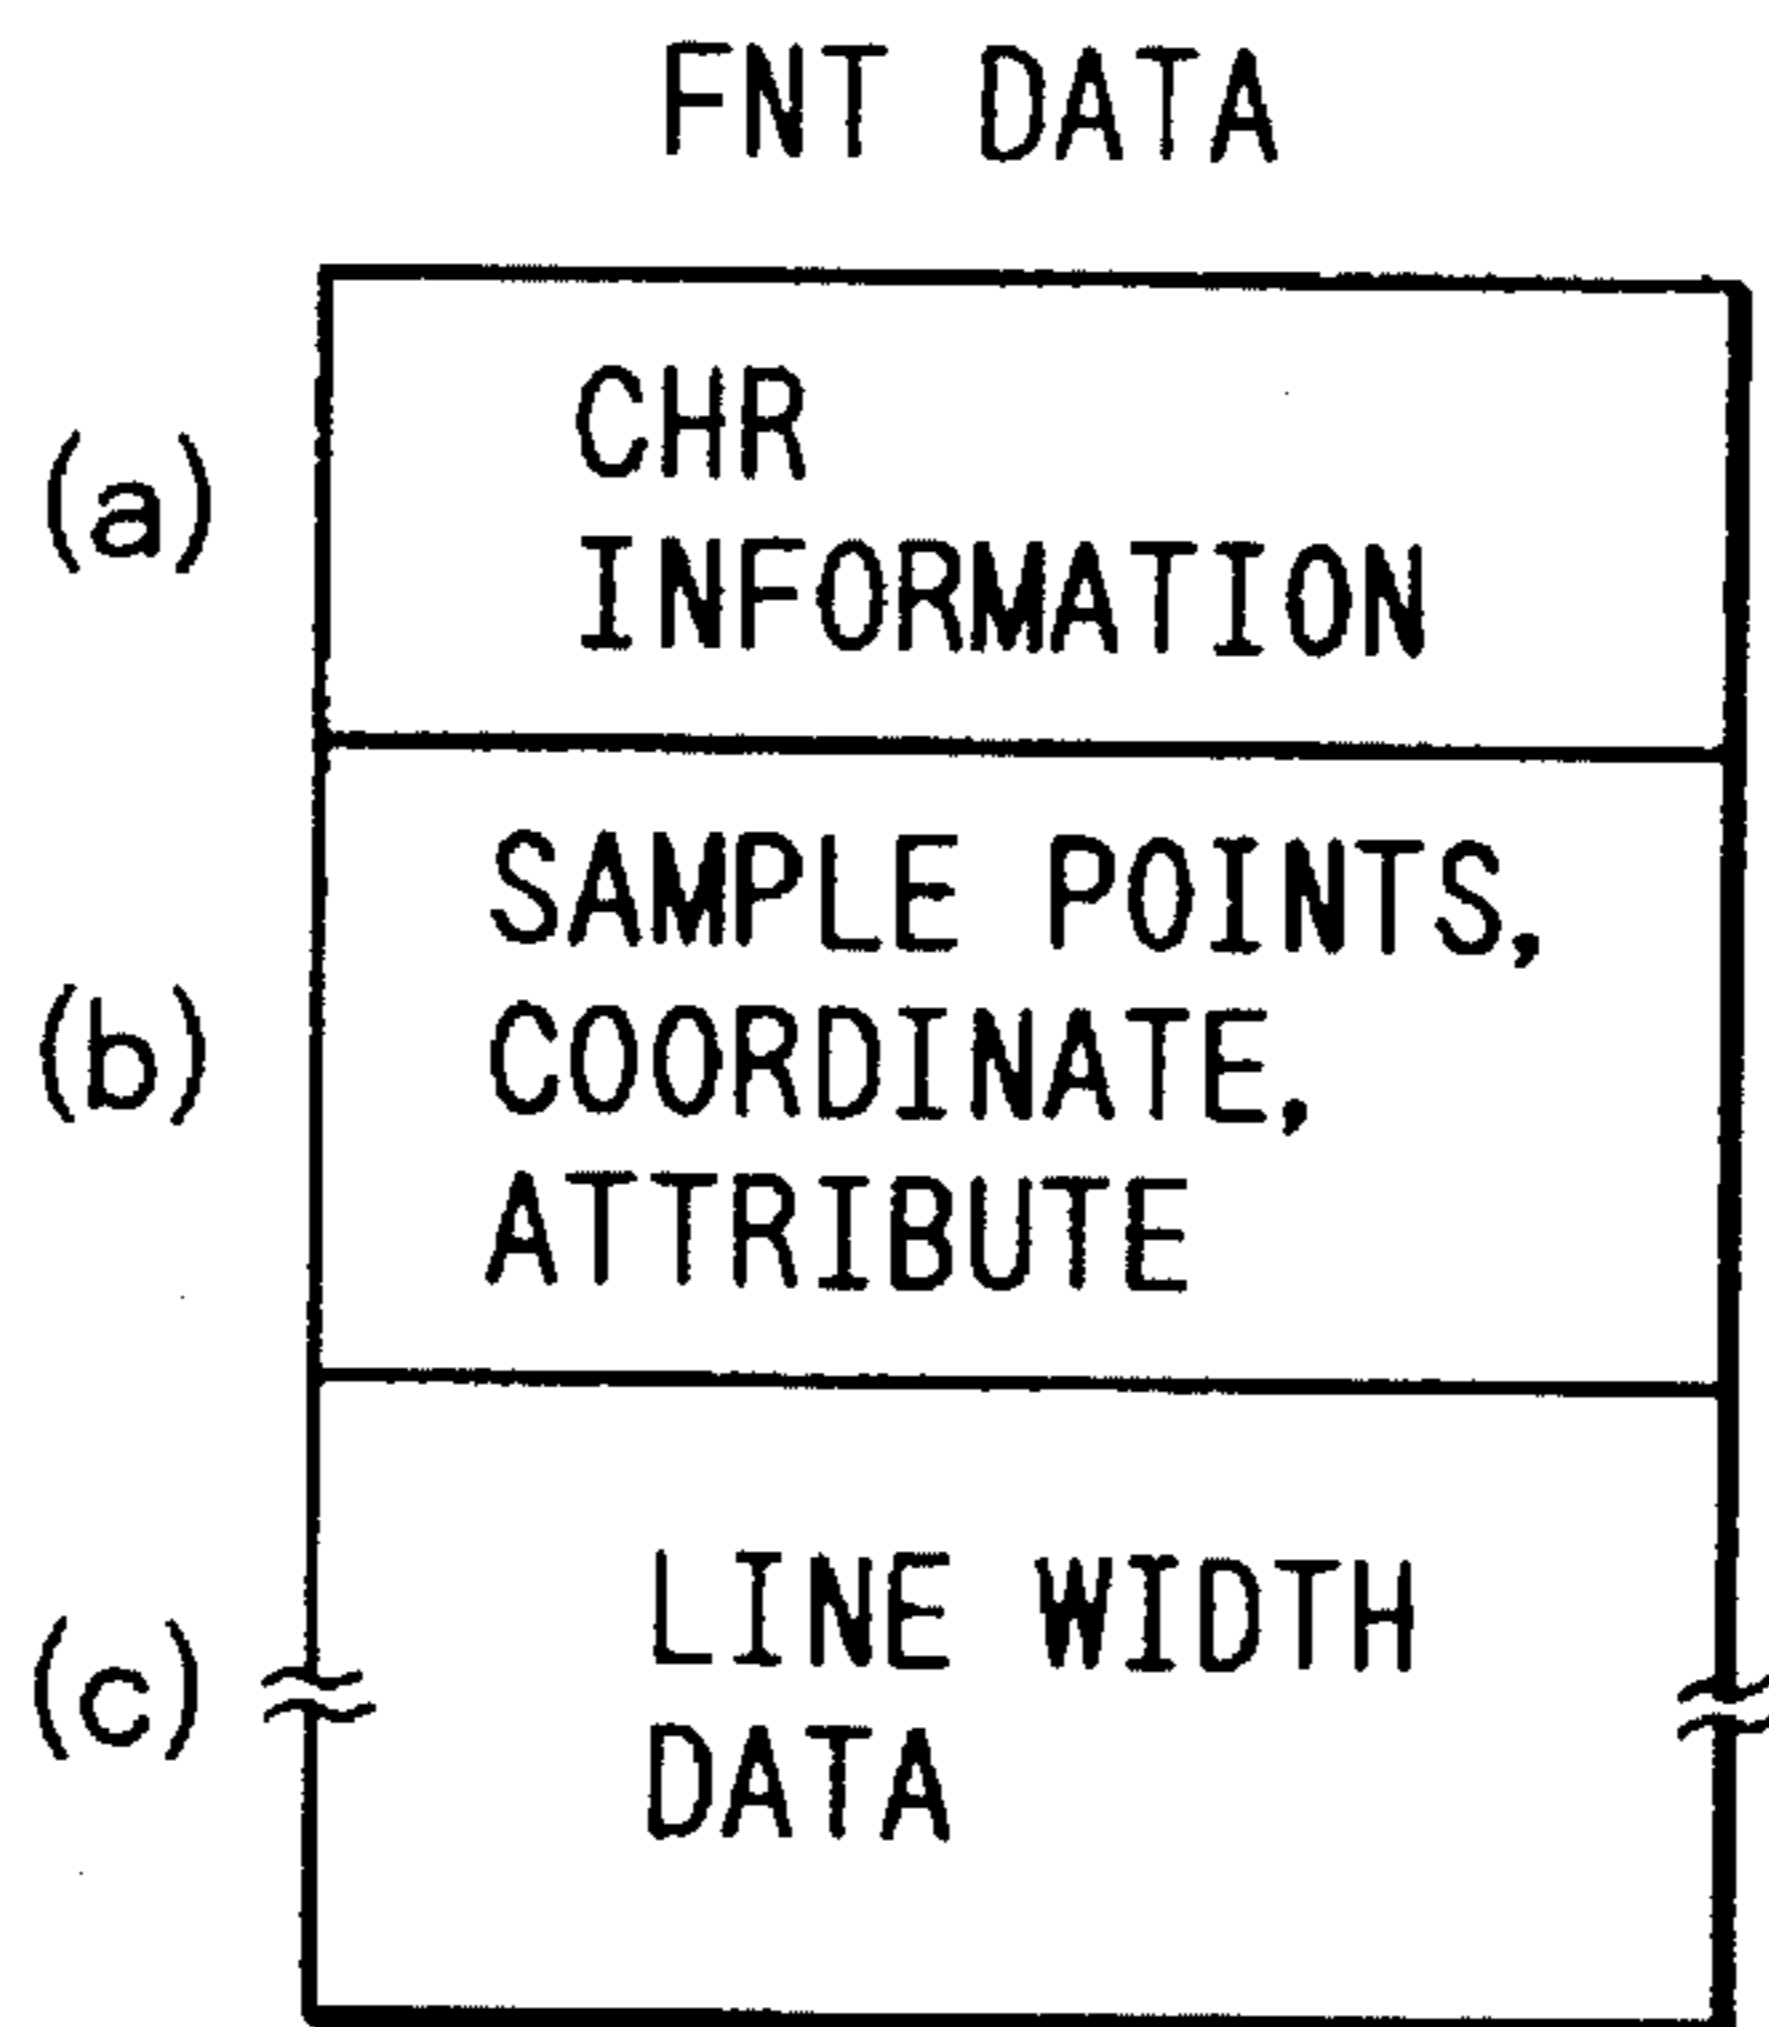 FNT DATA
(a)
CHR
INFORMATION
(b)
SAMPLE POINTS,
COORDINATE,
ATTRIBUTE
(c)
LINE WIDTH
DATA